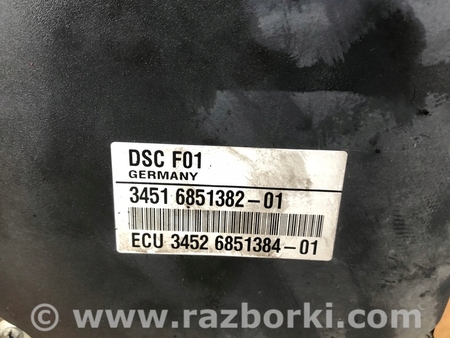 DSC F01
GERMANY
3451 6851382-01
ECU 3452 6851384-01
© www.razborki.com